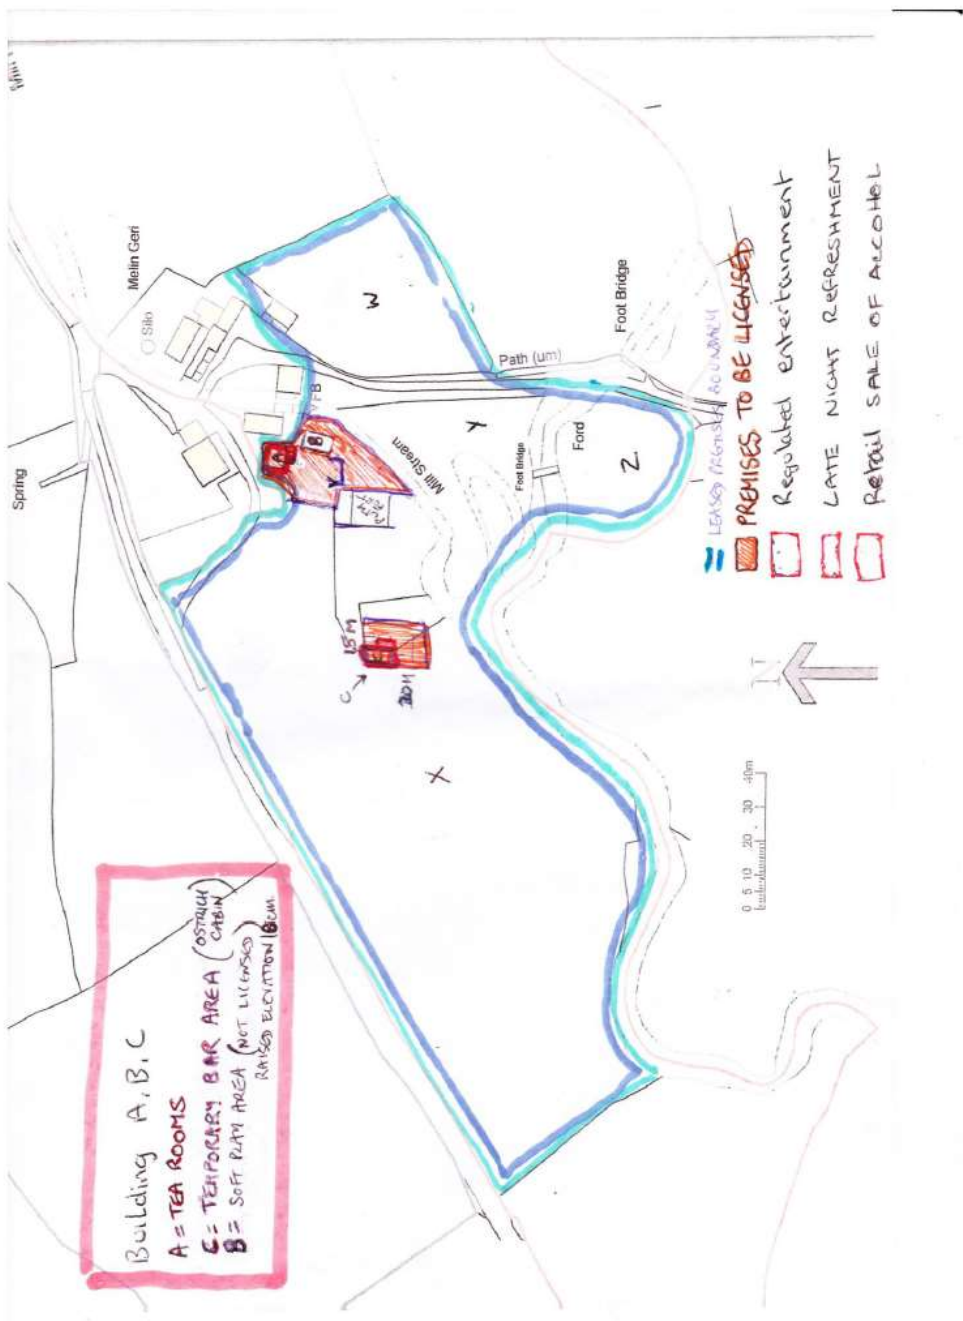 Building A, B, C
A = TEA ROOMS
C = TEMPORARY BAR AREA (OSTRICH CABIN)
B = SOFT PLAY AREA (NOT LICENSED)
RAISED ELEVATION
Spring
Melin Geri
Silo
FB
A
B
Mill Stream
W
Path (um)
Foot Bridge
Y
Foot Bridge
Ford
Z
15M
C
20M
X
0 5 10 20 30 40m
N
LEASED PREMISES BOUNDARY
PREMISES TO BE LICENSED
Regulated entertainment
LATE NIGHT REFRESHMENT
Retail SALE OF ALCOHOL